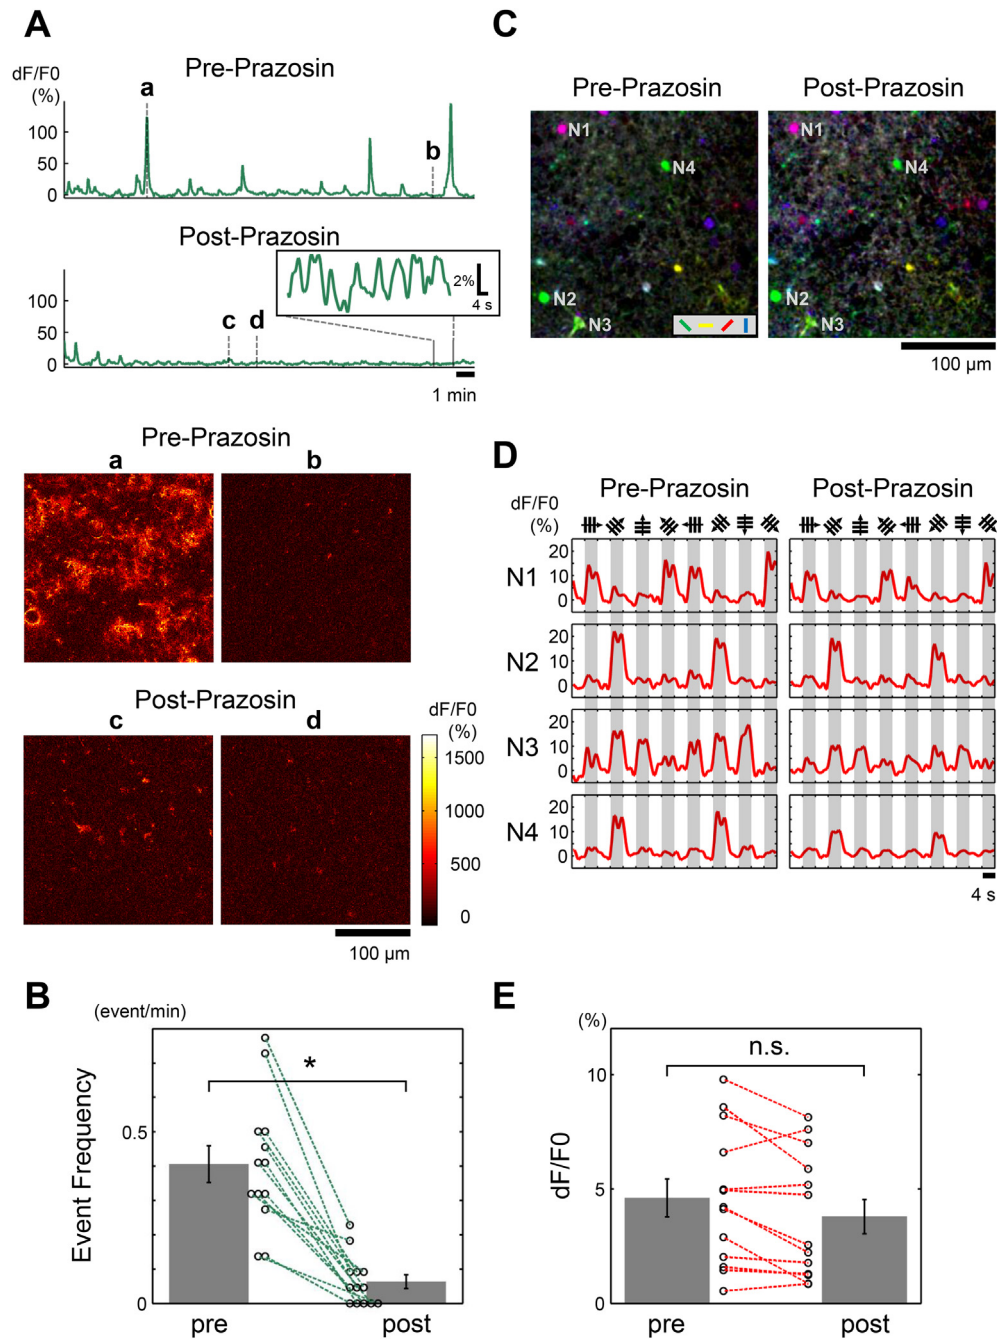 A
Pre-Prazosin
dF/F0
(%)
a
b
100
50
0
Post-Prazosin
2%
4 s
c d
100
50
0
1 min
Pre-Prazosin
a b
Post-Prazosin
c d
dF/F0
(%)
1500
1000
500
0
100 µm
B
(event/min)
Event Frequency
0.5
0
*
pre post
C
Pre-Prazosin Post-Prazosin
N1 N1
N4 N4
N2 N2
N3 N3
100 µm
D
Pre-Prazosin Post-Prazosin
dF/F0
(%)
N1
20
10
0
N2
20
10
0
N3
20
10
0
N4
20
10
0
4 s
E
(%)
n.s.
10
5
0
dF/F0
pre post